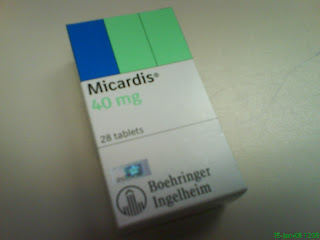 Micardis®
40 mg
28 tablets
Boehringer
Ingelheim